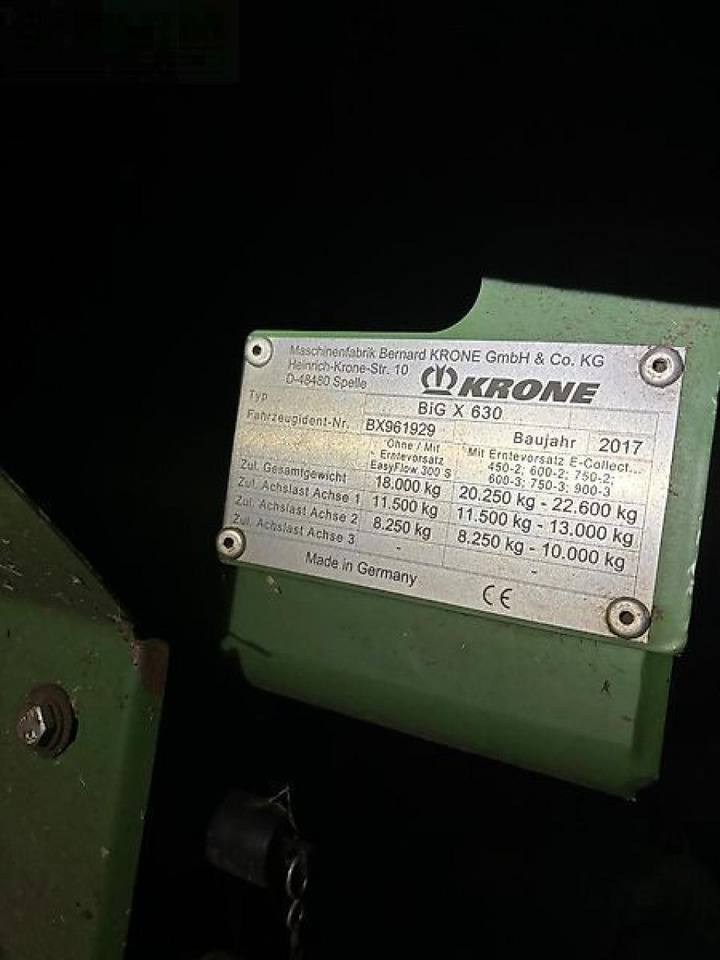 Maschinenfabrik Bernard KRONE GmbH & Co. KG
Heinrich-Krone-Str. 10
D-48480 Spelle
KRONE
Typ BiG X 630
Fahrzeugident-Nr. BX961929 Baujahr 2017
Ohne / Mit Erntevorsatz EasyFlow 300 S
Mit Erntevorsatz E-Collect...
450-2; 600-2; 750-2;
600-3; 750-3; 900-3
Zul. Gesamtgewicht 18.000 kg 20.250 kg - 22.600 kg
Zul. Achslast Achse 1 11.500 kg 11.500 kg - 13.000 kg
Zul. Achslast Achse 2 8.250 kg 8.250 kg - 10.000 kg
Zul. Achslast Achse 3 - -
Made in Germany CE